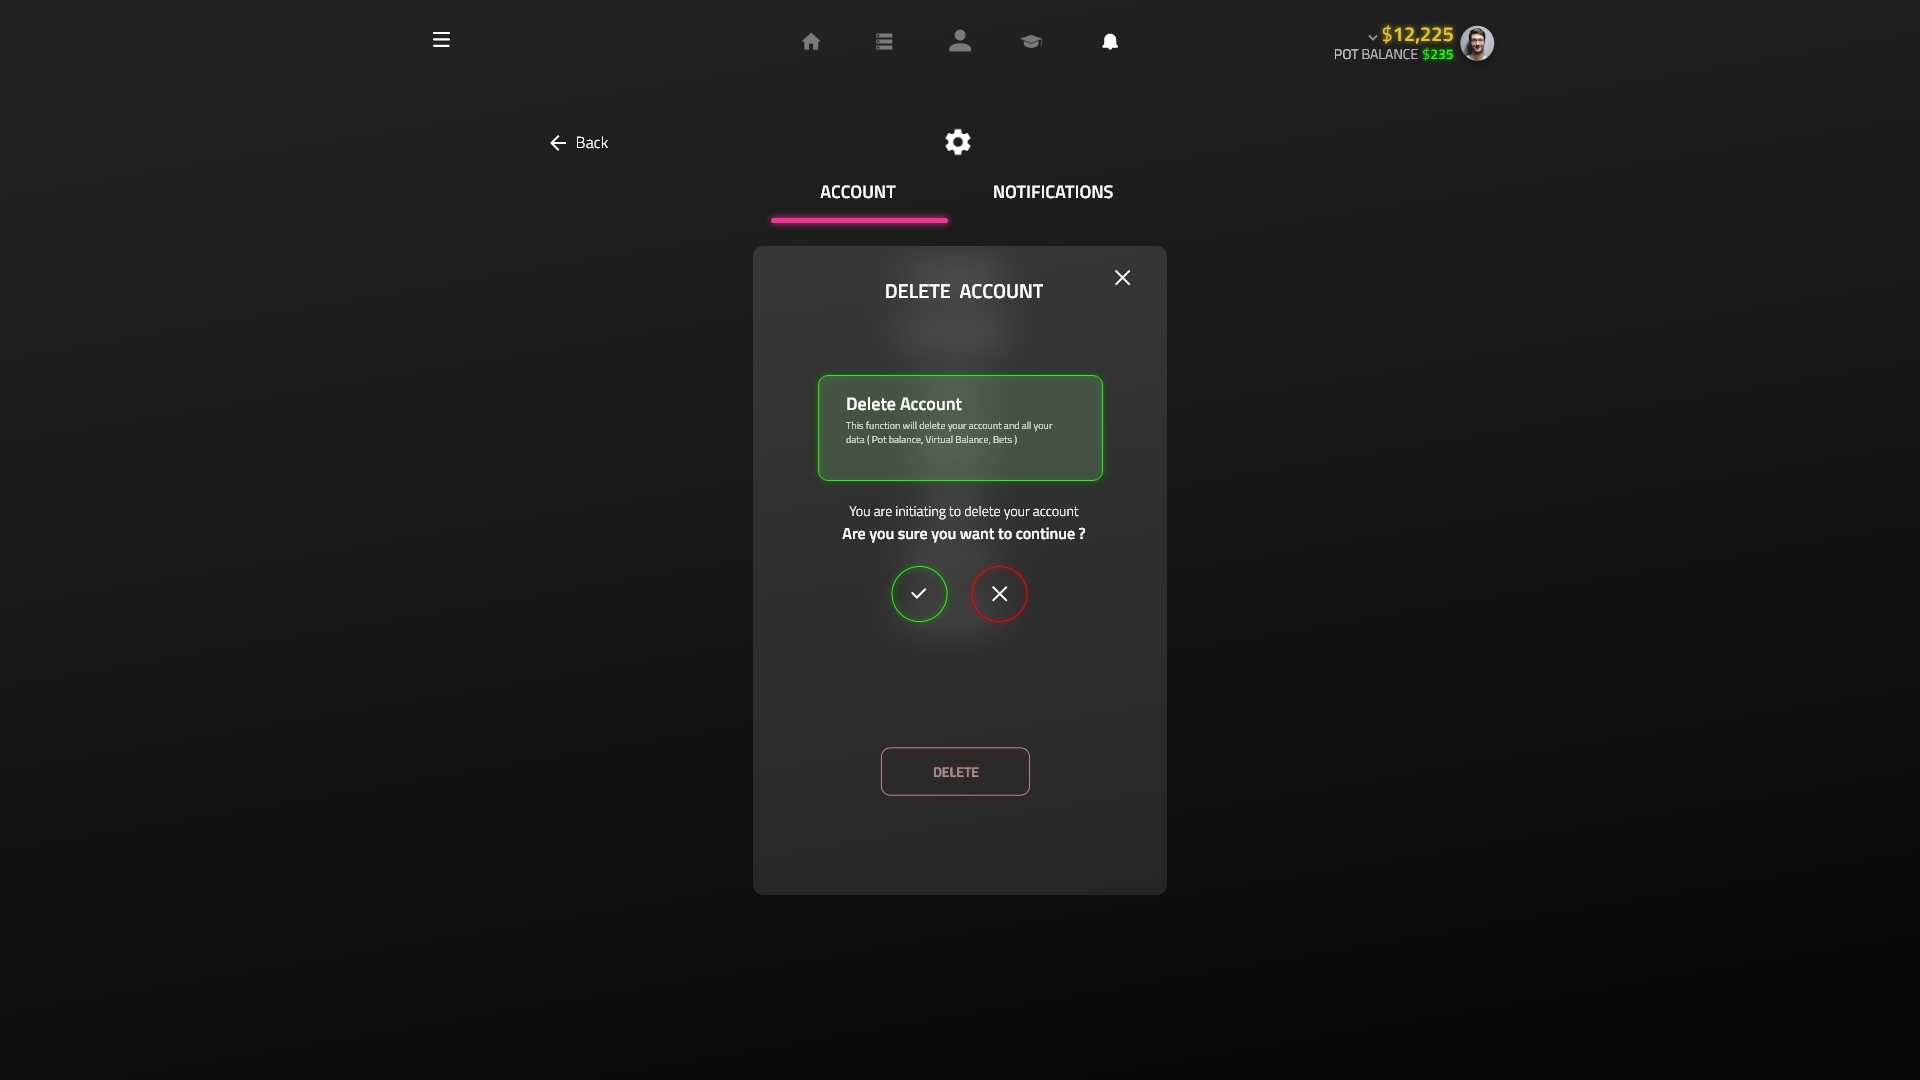 $12,225
POT BALANCE $235
Back
ACCOUNT
NOTIFICATIONS
DELETE ACCOUNT
Delete Account
This function will delete your account and all your
data ( Pot balance, Virtual Balance, Bets )
You are initiating to delete your account
Are you sure you want to continue ?
DELETE